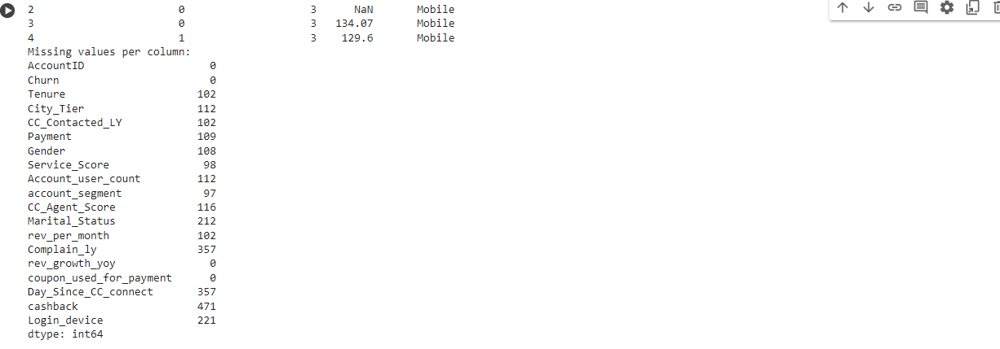 2 0 3 NaN Mobile
3 0 3 134.07 Mobile
4 1 3 129.6 Mobile
Missing values per column:
AccountID 0
Churn 0
Tenure 102
City_Tier 112
CC_Contacted_LY 102
Payment 109
Gender 108
Service_Score 98
Account_user_count 112
account_segment 97
CC_Agent_Score 116
Marital_Status 212
rev_per_month 102
Complain_ly 357
rev_growth_yoy 0
coupon_used_for_payment 0
Day_Since_CC_connect 357
cashback 471
Login_device 221
dtype: int64